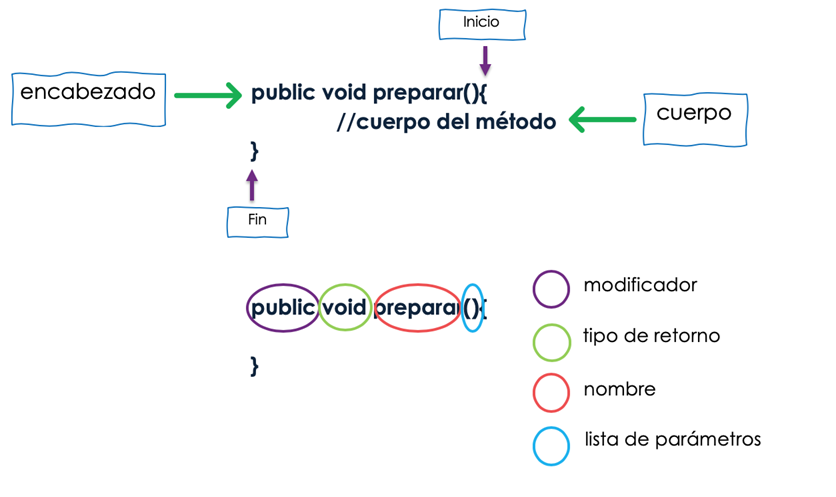 Inicio
encabezado
public void preparar(){
cuerpo
//cuerpo del método
}
Fin
public void preparar(){
}
modificador
tipo de retorno
nombre
lista de parámetros